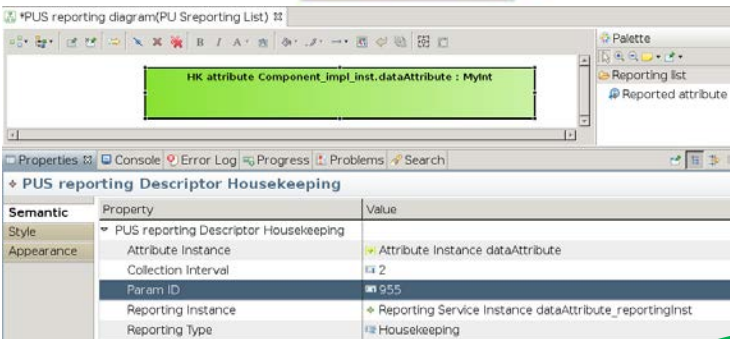 *PUS reporting diagram(PU Sreporting List)
Palette
HK attribute Component_impl_inst.dataAttribute : MyInt
Reporting list
Reported attribute
Properties Console Error Log Progress Problems Search
PUS reporting Descriptor Housekeeping
Semantic Property Value
Style PUS reporting Descriptor Housekeeping
Appearance Attribute Instance Attribute Instance dataAttribute
Collection Interval 2
Param ID 955
Reporting Instance Reporting Service Instance dataAttribute_reportingInst
Reporting Type Housekeeping